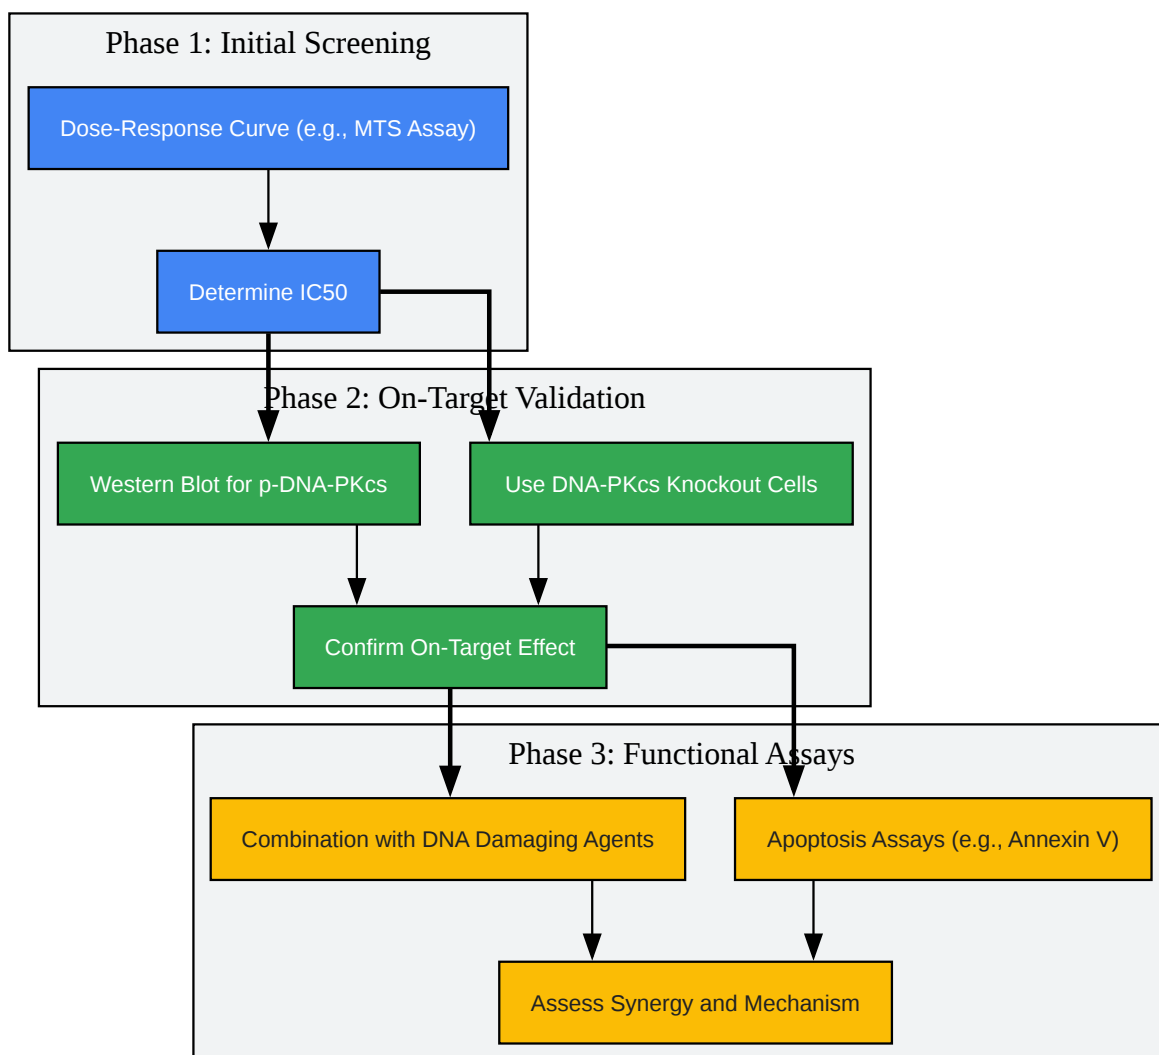 Phase 1: Initial Screening
Dose-Response Curve (e.g., MTS Assay)
Determine IC50
Phase 2: On-Target Validation
Western Blot for p-DNA-PKcs
Use DNA-PKcs Knockout Cells
Confirm On-Target Effect
Phase 3: Functional Assays
Combination with DNA Damaging Agents
Apoptosis Assays (e.g., Annexin V)
Assess Synergy and Mechanism